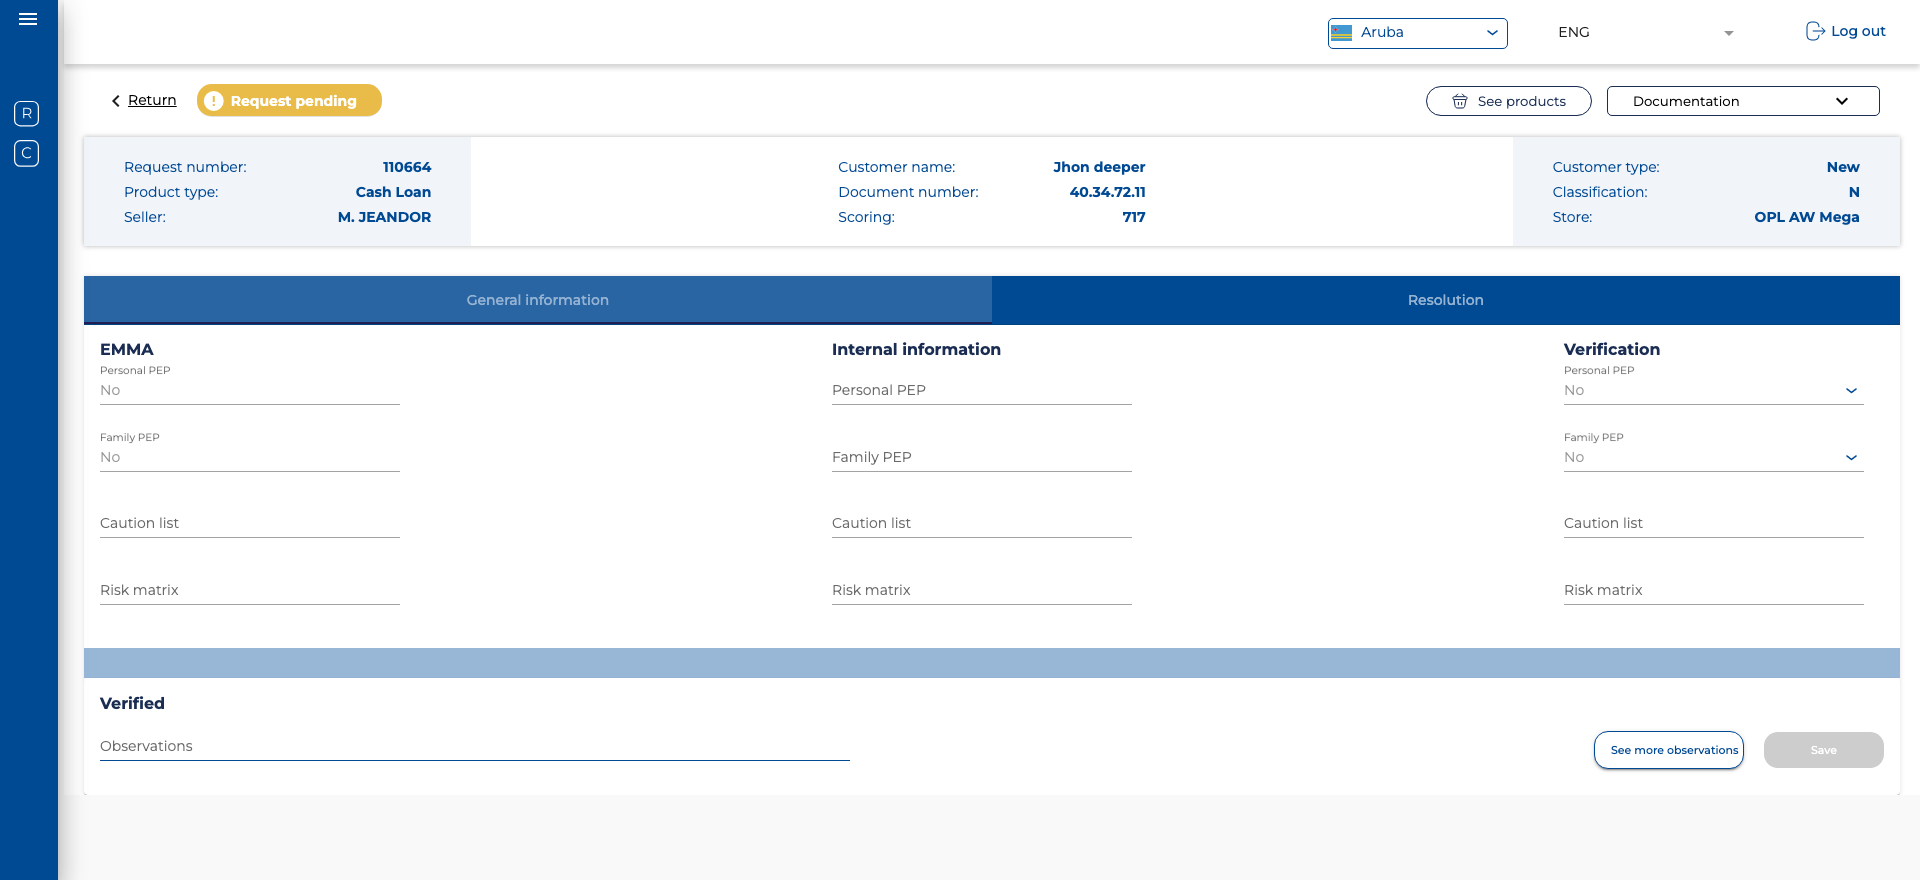 Aruba
ENG
Log out
R
C
Return
Request pending
See products
Documentation
Request number: 110664
Product type: Cash Loan
Seller: M. JEANDOR
Customer name: Jhon deeper
Document number: 40.34.72.11
Scoring: 717
Customer type: New
Classification: N
Store: OPL AW Mega
General information
Resolution
EMMA
Personal PEP
No
Family PEP
No
Caution list
Risk matrix
Internal information
Personal PEP
Family PEP
Caution list
Risk matrix
Verification
Personal PEP
No
Family PEP
No
Caution list
Risk matrix
Verified
Observations
See more observations
Save